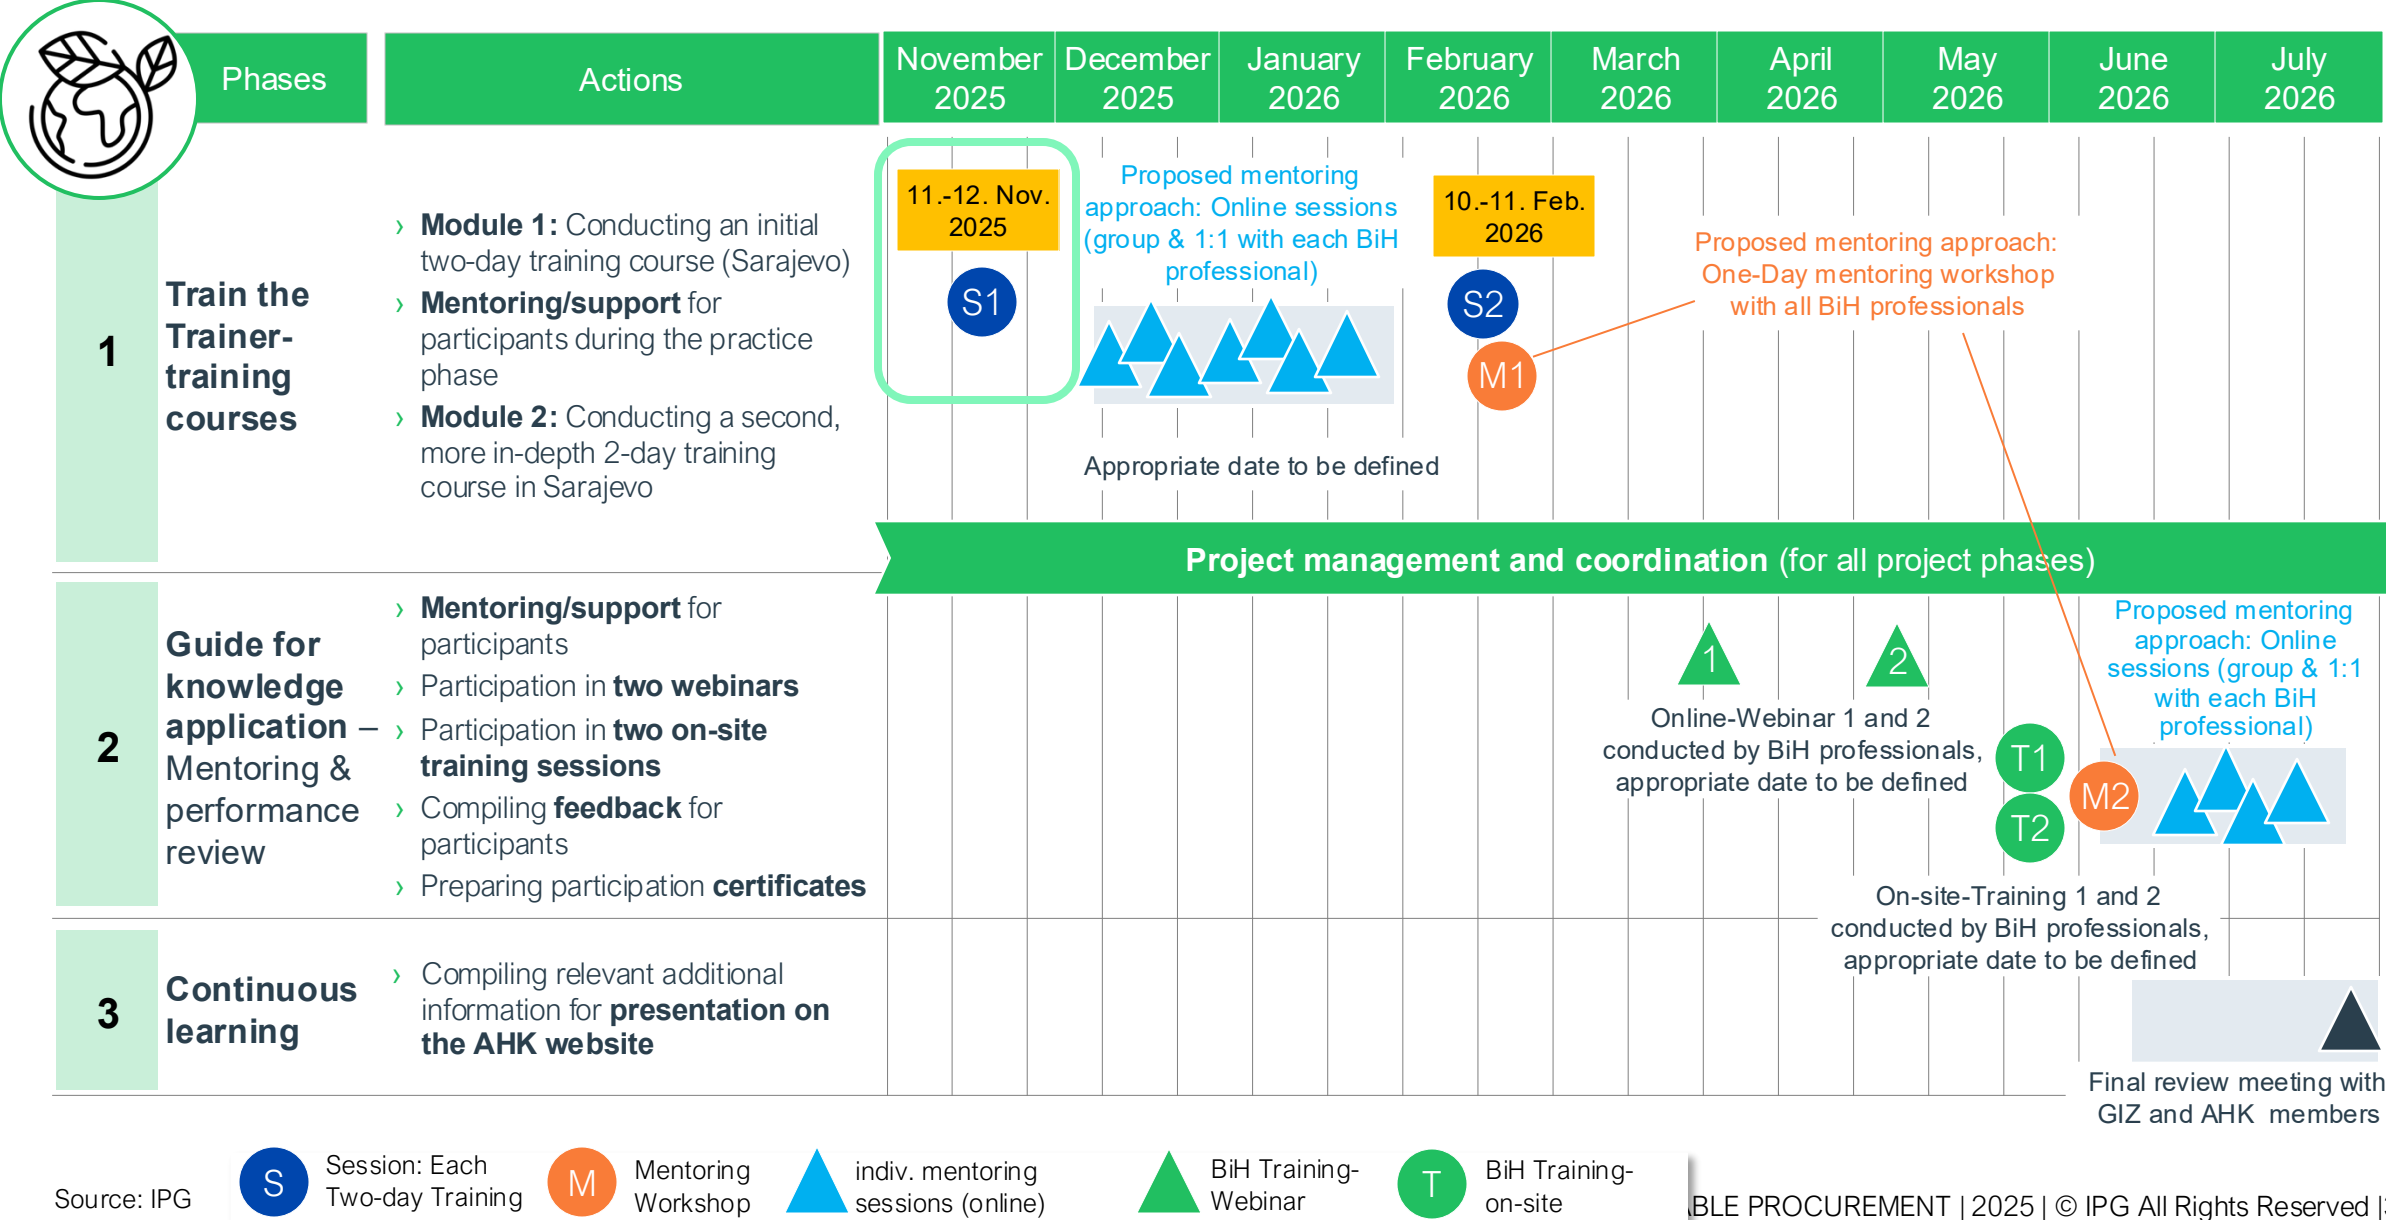 Phases
Actions
November
2025
December
2025
January
2026
February
2026
March
2026
April
2026
May
2026
June
2026
July
2026
1
Train the
Trainer-
training
courses
› Module 1: Conducting an initial
two-day training course (Sarajevo)
› Mentoring/support for
participants during the practice
phase
› Module 2: Conducting a second,
more in-depth 2-day training
course in Sarajevo
11.-12. Nov.
2025
S1
Proposed mentoring
approach: Online sessions
(group & 1:1 with each BiH
professional)
Appropriate date to be defined
10.-11. Feb.
2026
S2
M1
Proposed mentoring approach:
One-Day mentoring workshop
with all BiH professionals
Project management and coordination (for all project phases)
2
Guide for
knowledge
application –
Mentoring &
performance
review
› Mentoring/support for
participants
› Participation in two webinars
› Participation in two on-site
training sessions
› Compiling feedback for
participants
› Preparing participation certificates
1
2
Online-Webinar 1 and 2
conducted by BiH professionals,
appropriate date to be defined
T1
T2
M2
Proposed mentoring
approach: Online
sessions (group & 1:1
with each BiH
professional)
On-site-Training 1 and 2
conducted by BiH professionals,
appropriate date to be defined
3
Continuous
learning
› Compiling relevant additional
information for presentation on
the AHK website
Final review meeting with
GIZ and AHK members
Source: IPG
S
Session: Each
Two-day Training
M
Mentoring
Workshop
indiv. mentoring
sessions (online)
BiH Training-
Webinar
T
BiH Training-
on-site
PROCUREMENT | 2025 | © IPG All Rights Reserved |